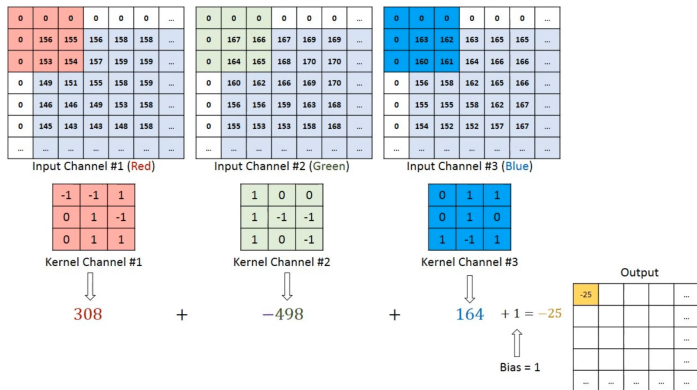 0 0 0 0 0 0 ... 0 0 0 0 0 0 ... 0 0 0 0 0 0 ...
0 156 155 156 158 158 ... 0 167 166 167 169 169 ... 0 163 162 163 165 165 ...
0 153 154 157 159 159 ... 0 164 165 168 170 170 ... 0 160 161 164 166 166 ...
0 149 151 155 158 159 ... 0 160 162 166 169 170 ... 0 156 158 162 165 166 ...
0 146 146 149 153 158 ... 0 156 156 159 163 168 ... 0 155 155 158 162 167 ...
0 145 143 143 148 158 ... 0 155 153 153 158 168 ... 0 154 152 152 157 167 ...
... ... ... ... ... ... ... ... ... ... ... ... ... ... ... ... ... ... ... ... ...
Input Channel #1 (Red) Input Channel #2 (Green) Input Channel #3 (Blue)
-1 -1 1 1 0 0 0 1 1
0 1 -1 1 -1 -1 0 1 0
0 1 1 1 0 -1 1 -1 1
Kernel Channel #1 Kernel Channel #2 Kernel Channel #3
308 + −498 + 164 + 1 = −25
Bias = 1
Output
-25 ...
...
...
...
... ... ... ... ...